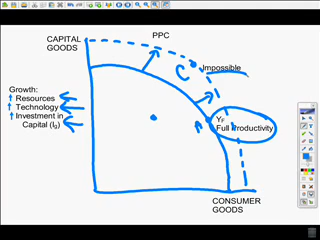 PPC
CAPITAL
GOODS
C
Impossible
Growth:
↑ Resources
↑ Technology
↑ Investment in
Capital (Ig)
YF
Full Productivity
CONSUMER
GOODS